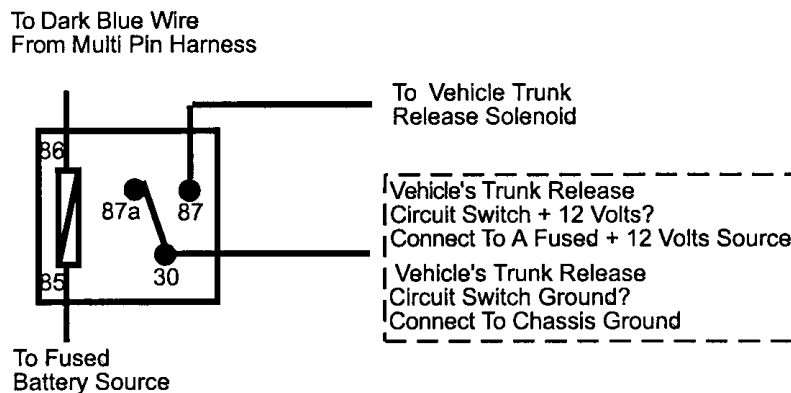 To Dark Blue Wire
From Multi Pin Harness
To Vehicle Trunk
Release Solenoid
86
87a
87
85
30
Vehicle's Trunk Release
Circuit Switch + 12 Volts?
Connect To A Fused + 12 Volts Source
Vehicle's Trunk Release
Circuit Switch Ground?
Connect To Chassis Ground
To Fused
Battery Source